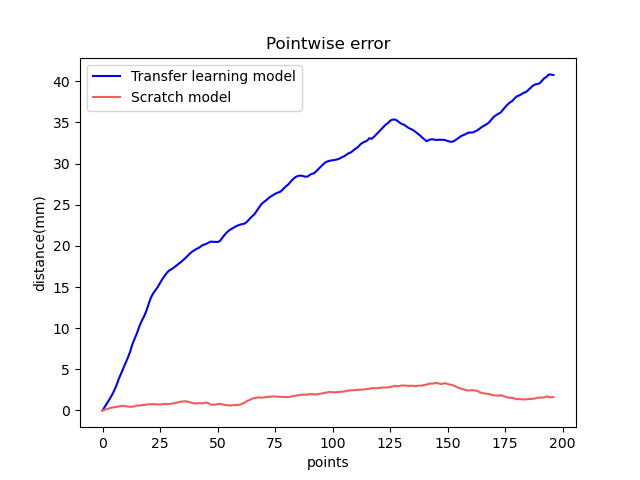 Pointwise error
Transfer learning model
Scratch model
distance(mm)
40
35
30
25
20
15
10
5
0
0 25 50 75 100 125 150 175 200
points